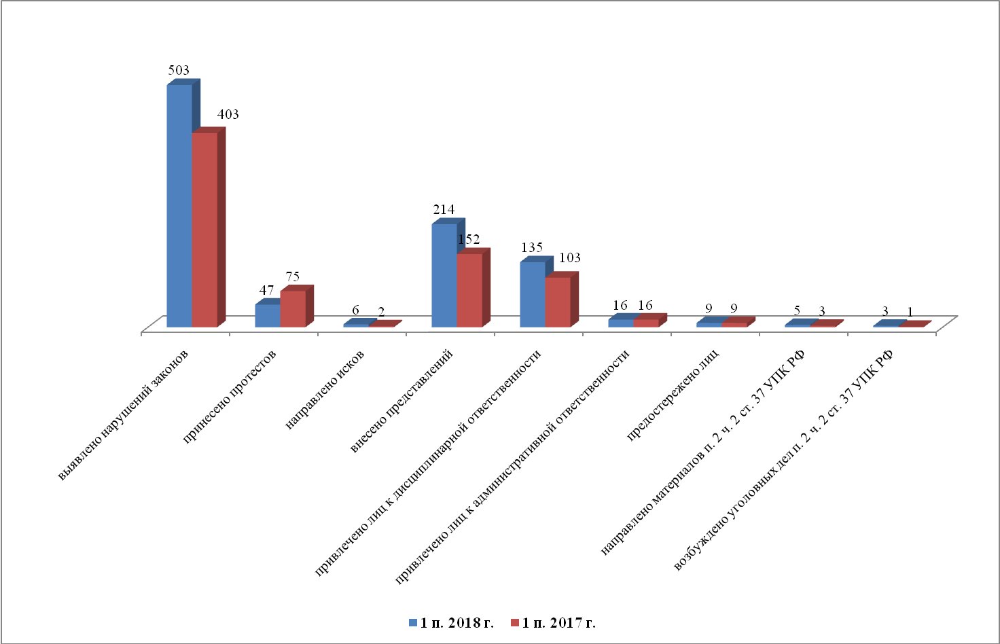 503
403
47
75
6
2
214
152
135
103
16
16
9
9
5
3
3
1
выявлено нарушений законов
принесено протестов
направлено исков
внесено представлений
привлечено лиц к дисциплинарной ответственности
привлечено лиц к административной ответственности
предостережено лиц
направлено материалов п. 2 ч. 2 ст. 37 УПК РФ
возбуждено уголовных дел п. 2 ч. 2 ст. 37 УПК РФ
1 п. 2018 г.
1 п. 2017 г.